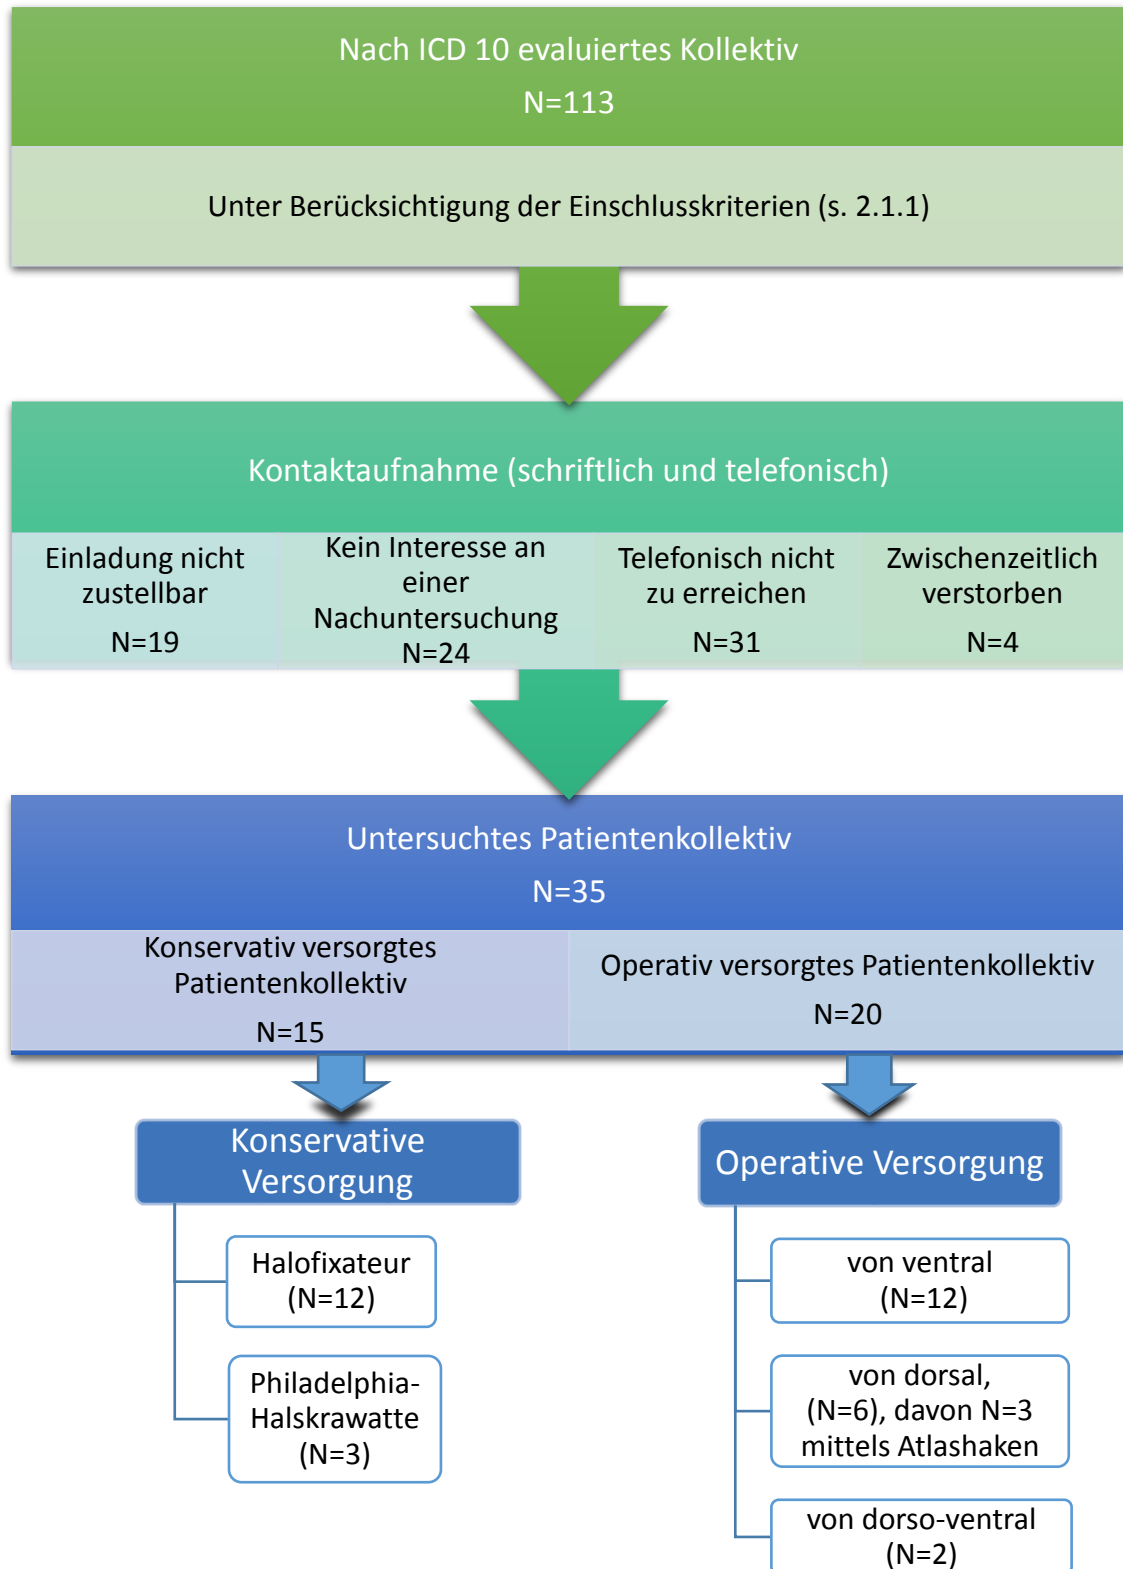 Nach ICD 10 evaluiertes Kollektiv
N=113
Unter Berücksichtigung der Einschlusskriterien (s. 2.1.1)
Kontaktaufnahme (schriftlich und telefonisch)
Einladung nicht
zustellbar
N=19
Kein Interesse an
einer
Nachuntersuchung
N=24
Telefonisch nicht
zu erreichen
N=31
Zwischenzeitlich
verstorben
N=4
Untersuchtes Patientenkollektiv
N=35
Konservativ versorgtes
Patientenkollektiv
N=15
Operativ versorgtes Patientenkollektiv
N=20
Konservative
Versorgung
Halofixateur
(N=12)
Philadelphia-
Halskrawatte
(N=3)
Operative Versorgung
von ventral
(N=12)
von dorsal,
(N=6), davon N=3
mittels Atlashaken
von dorso-ventral
(N=2)